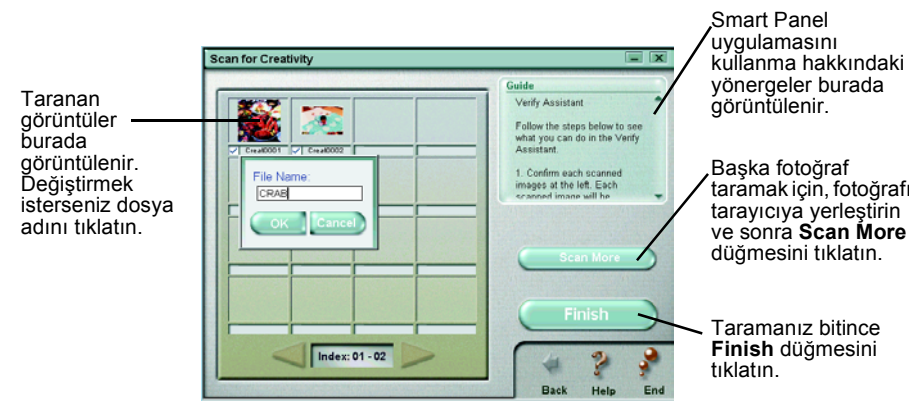 Taranan
görüntüler
burada
görüntülenir.
Değiştirmek
isterseniz dosya
adını tıklatın.
Scan for Creativity
Creat0001
Creat0002
File Name:
CRAB
OK
Cancel
Index: 01 - 02
Guide
Verify Assistant
Follow the steps below to see
what you can do in the Verify
Assistant.
1. Confirm each scanned
images at the left. Each
scanned image will be
Scan More
Finish
Back
Help
End
Smart Panel
uygulamasını
kullanma hakkındaki
yönergeler burada
görüntülenir.
Başka fotoğraf
taramak için, fotoğrafı
tarayıcıya yerleştirin
ve sonra Scan More
düğmesini tıklatın.
Taramanız bitince
Finish düğmesini
tıklatın.